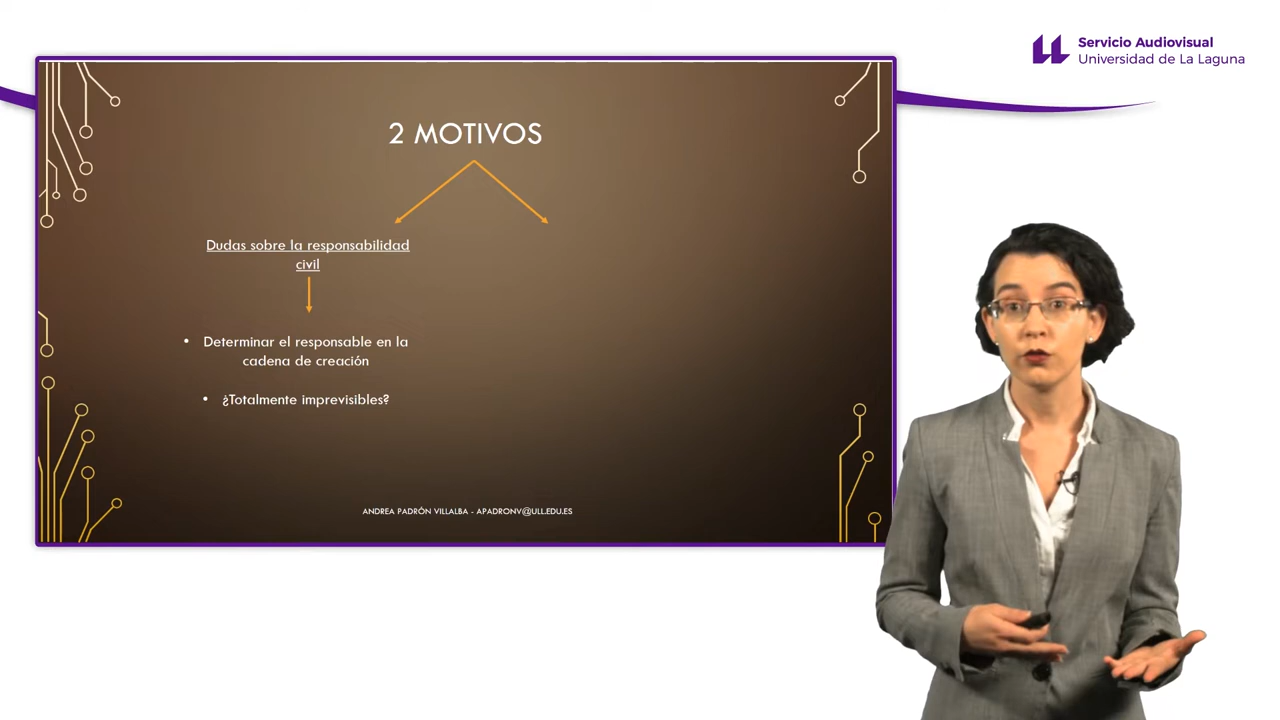 Servicio Audiovisual
Universidad de La Laguna
2 MOTIVOS
Dudas sobre la responsabilidad
civil
• Determinar el responsable en la
cadena de creación
• ¿Totalmente imprevisibles?
ANDREA PADRÓN VILLALBA - APADRONV@ULL.EDU.ES